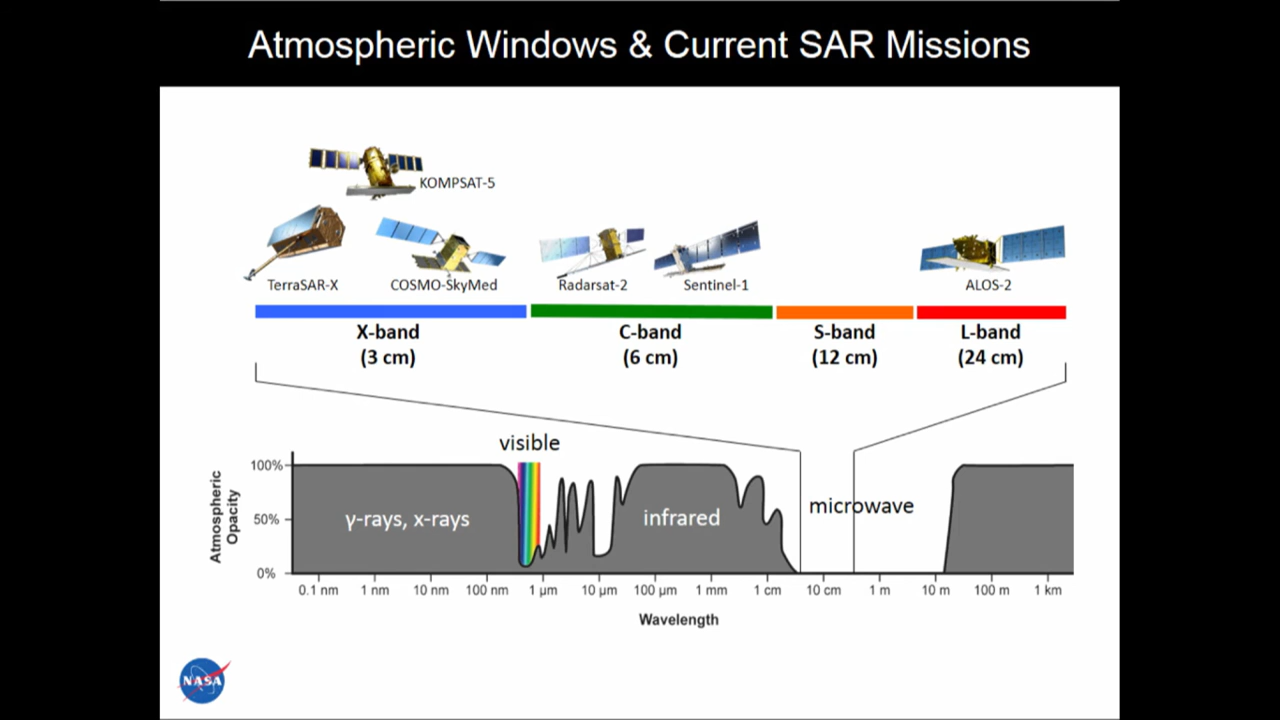 Atmospheric Windows & Current SAR Missions
KOMPSAT-5
TerraSAR-X
COSMO-SkyMed
Radarsat-2
Sentinel-1
ALOS-2
X-band
(3 cm)
C-band
(6 cm)
S-band
(12 cm)
L-band
(24 cm)
visible
Atmospheric
Opacity
100%
50%
0%
γ-rays, x-rays
infrared
microwave
0.1 nm 1 nm 10 nm 100 nm 1 µm 10 µm 100 µm 1 mm 1 cm 10 cm 1 m 10 m 100 m 1 km
Wavelength
NASA